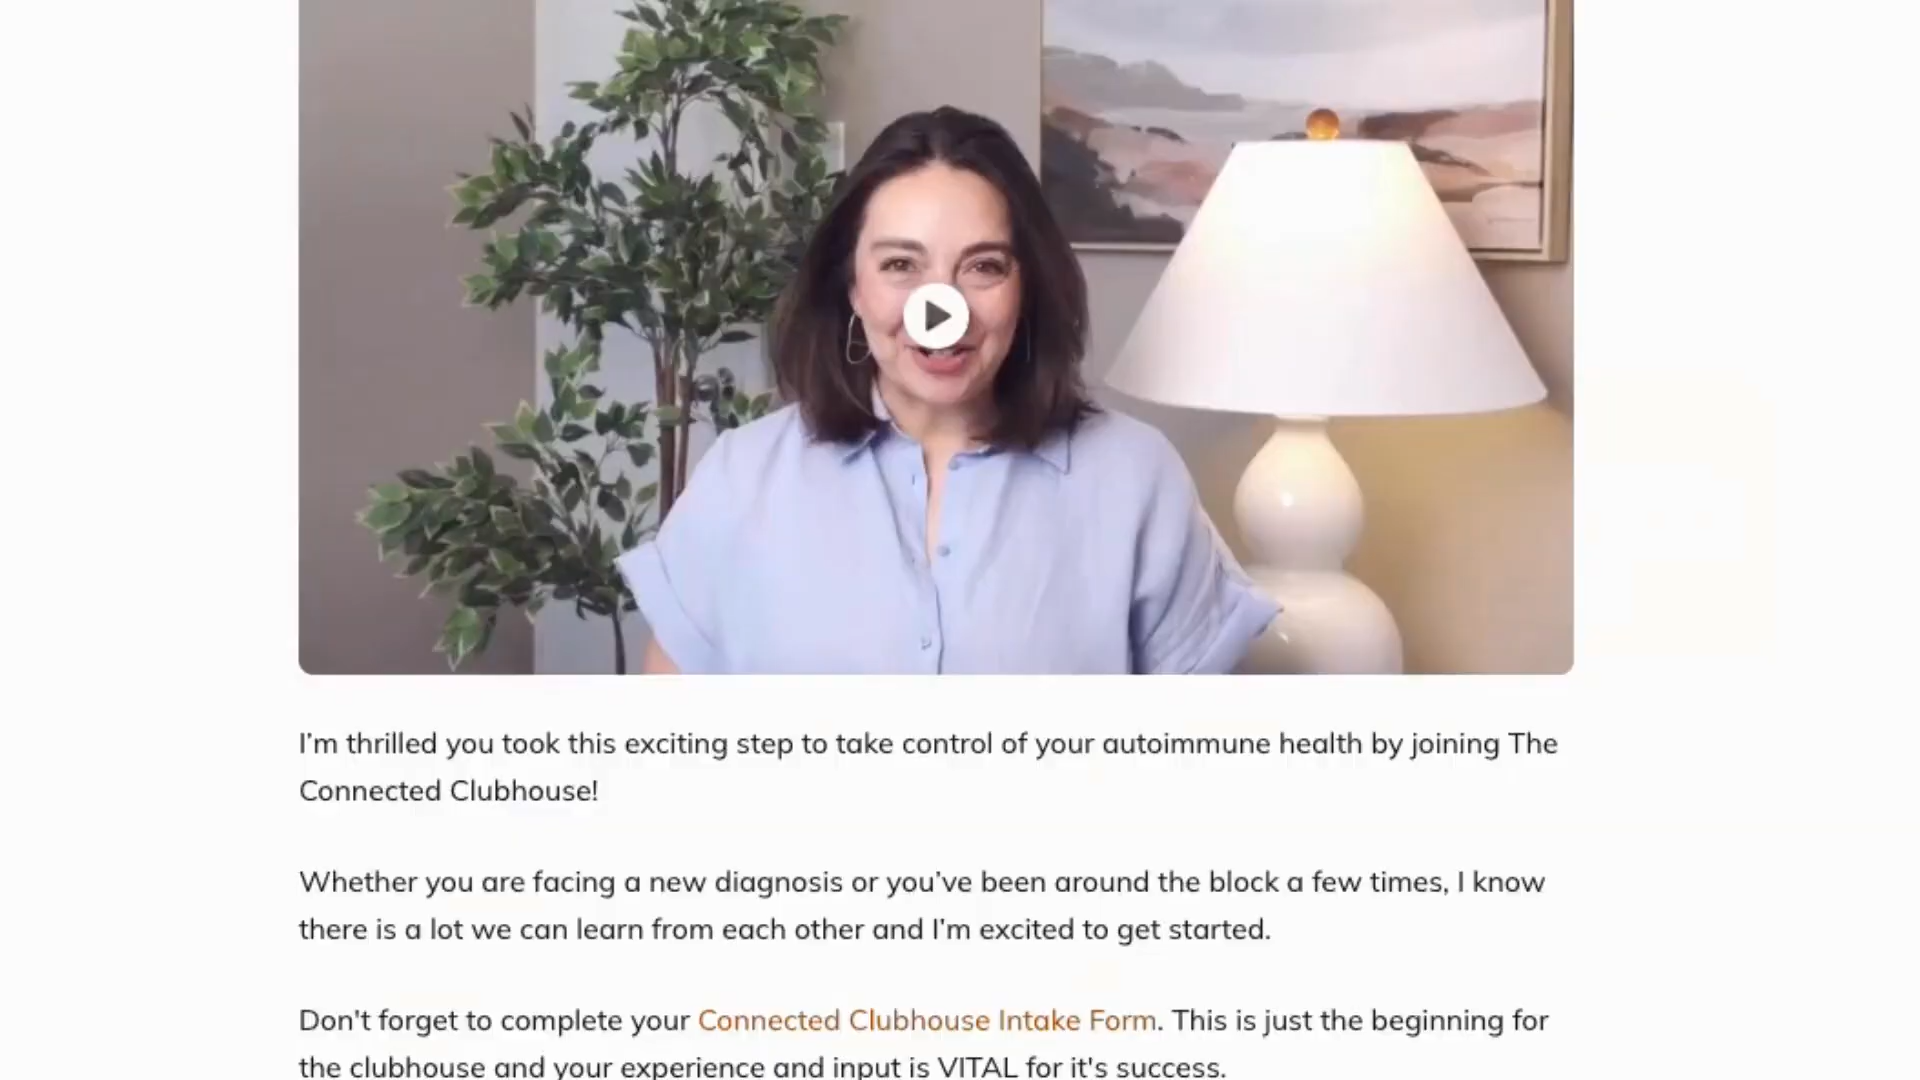 I’m thrilled you took this exciting step to take control of your autoimmune health by joining The
Connected Clubhouse!
Whether you are facing a new diagnosis or you’ve been around the block a few times, I know
there is a lot we can learn from each other and I’m excited to get started.
Don't forget to complete your Connected Clubhouse Intake Form. This is just the beginning for
the clubhouse and your experience and input is VITAL for it's success.